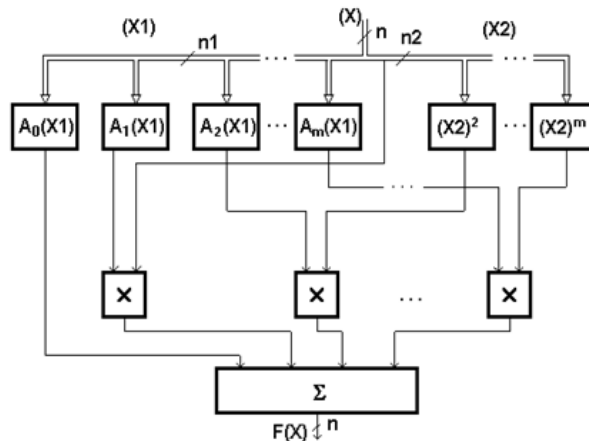 (X1) (X) n (X2)
n1 ... n2 ...
A₀(X1) A₁(X1) A₂(X1) ... Aₘ(X1) (X2)² ... (X2)ᵐ
...
× × ... ×
Σ
F(X) n